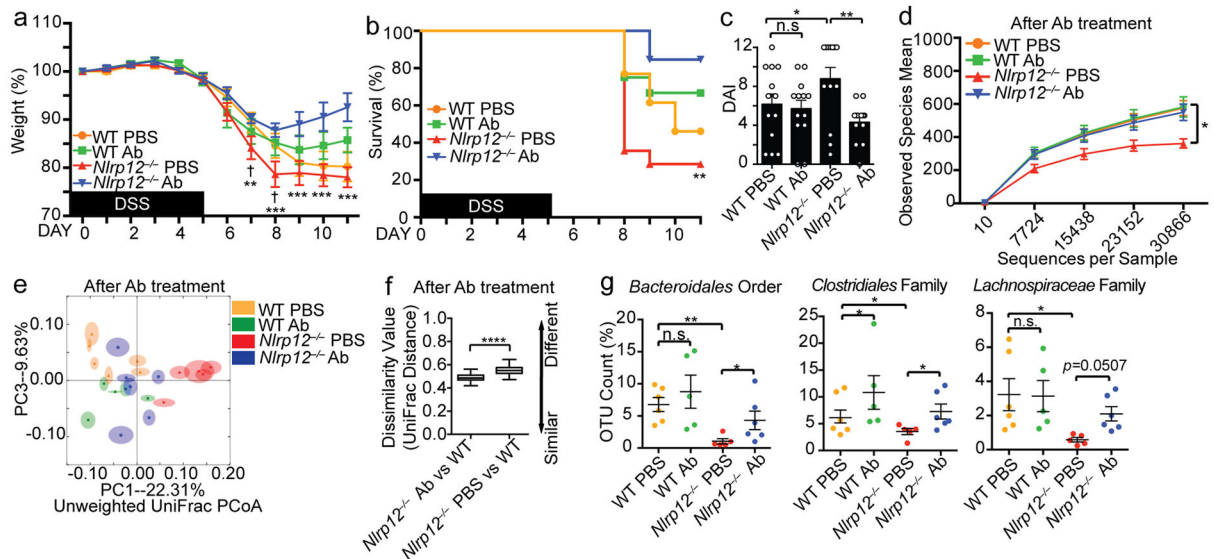 a
110
100
90
80
70
Weight (%)
WT PBS
WT Ab
Nlrp12–/– PBS
Nlrp12–/– Ab
†
**
†
***
***
***
***
DSS
DAY 0 2 4 6 8 10
b
100
80
60
40
20
0
Survival (%)
WT PBS
WT Ab
Nlrp12–/– PBS
Nlrp12–/– Ab
**
DSS
DAY 0 2 4 6 8 10
c
* **
n.s
12
9
6
3
0
DAI
WT PBS
WT Ab
Nlrp12–/– PBS
Nlrp12–/– Ab
d
After Ab treatment
1000
800
600
400
200
0
Observed Species Mean
WT PBS
WT Ab
Nlrp12–/– PBS
Nlrp12–/– Ab
*
10 7724 15438 23152 30866
Sequences per Sample
e
After Ab treatment
0.10
0.00
-0.10
PC3--9.63%
WT PBS
WT Ab
Nlrp12–/– PBS
Nlrp12–/– Ab
-0.10 0.00 0.10 0.20
PC1--22.31%
Unweighted UniFrac PCoA
f
After Ab treatment
1.0
0.8
0.6
0.4
0.2
0.0
Dissimilarity Value
(UniFrac Distance)
****
Different
Similar
Nlrp12–/– Ab vs WT
Nlrp12–/– PBS vs WT
g
Bacteroidales Order
20
15
10
5
0
OTU Count (%)
**
n.s.
*
WT PBS
WT Ab
Nlrp12–/– PBS
Nlrp12–/– Ab
Clostridiales Family
30
20
10
0
*
*
*
WT PBS
WT Ab
Nlrp12–/– PBS
Nlrp12–/– Ab
Lachnospiraceae Family
8
6
4
2
0
*
n.s.
p=0.0507
WT PBS
WT Ab
Nlrp12–/– PBS
Nlrp12–/– Ab